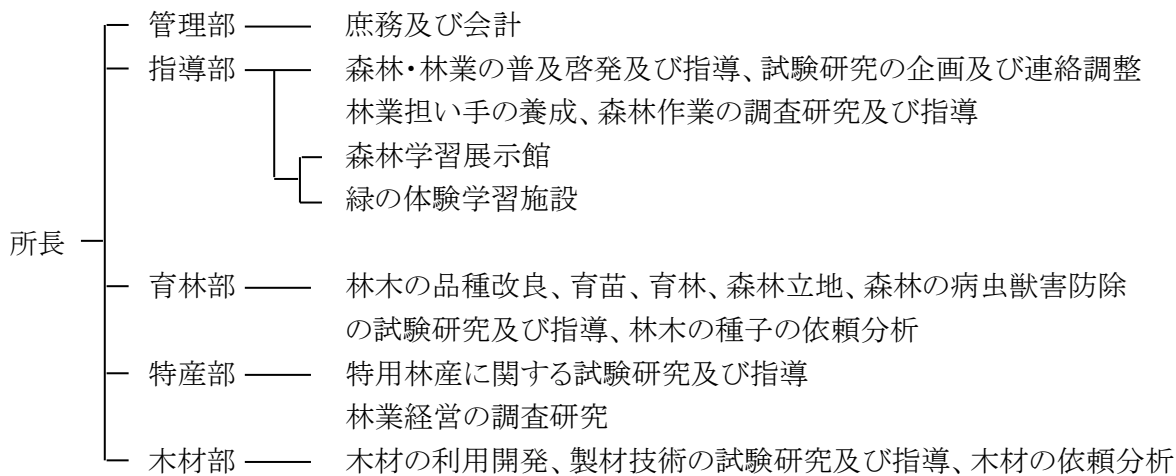 管理部 庶務及び会計
指導部 森林・林業の普及啓発及び指導、試験研究の企画及び連絡調整
林業担い手の養成、森林作業の調査研究及び指導
森林学習展示館
緑の体験学習施設
所長
育林部 林木の品種改良、育苗、育林、森林立地、森林の病虫獣害防除
の試験研究及び指導、林木の種子の依頼分析
特産部 特用林産に関する試験研究及び指導
林業経営の調査研究
木材部 木材の利用開発、製材技術の試験研究及び指導、木材の依頼分析